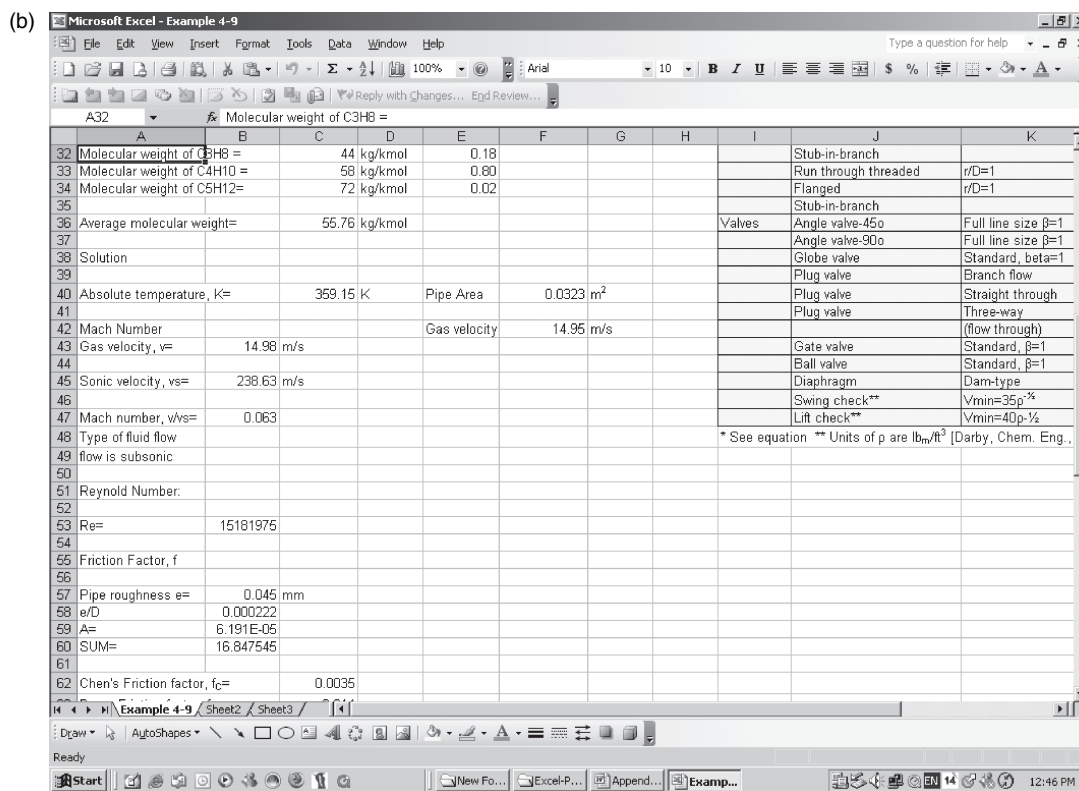 (b)
Microsoft Excel - Example 4-9
File Edit View Insert Format Tools Data Window Help Type a question for help
100% Arial 10 B I U $ %
Reply with Changes... End Review...
A32 fx Molecular weight of C3H8 =
A B C D E F G H I J K
32 Molecular weight of C3H8 = 44 kg/kmol 0.18 Stub-in-branch
33 Molecular weight of C4H10 = 58 kg/kmol 0.80 Run through threaded r/D=1
34 Molecular weight of C5H12= 72 kg/kmol 0.02 Flanged r/D=1
35 Stub-in-branch
36 Average molecular weight= 55.76 kg/kmol Valves Angle valve-45o Full line size β=1
37 Angle valve-90o Full line size β=1
38 Solution Globe valve Standard, beta=1
39 Plug valve Branch flow
40 Absolute temperature, K= 359.15 K Pipe Area 0.0323 m² Plug valve Straight through
41 Plug valve Three-way
42 Mach Number Gas velocity 14.95 m/s (flow through)
43 Gas velocity, v= 14.98 m/s Gate valve Standard, β=1
44 Ball valve Standard, β=1
45 Sonic velocity, vs= 238.63 m/s Diaphragm Dam-type
46 Swing check** Vmin=35ρ-½
47 Mach number, v/vs= 0.063 Lift check** Vmin=40ρ-½
48 Type of fluid flow * See equation ** Units of ρ are lbm/ft³ [Darby, Chem. Eng.,
49 flow is subsonic
50
51 Reynold Number:
52
53 Re= 15181975
54
55 Friction Factor, f
56
57 Pipe roughness e= 0.045 mm
58 e/D 0.000222
59 A= 6.191E-05
60 SUM= 16.847545
61
62 Chen's Friction factor, fC= 0.0035
Example 4-9 Sheet2 Sheet3
Draw AutoShapes
Ready
Start New Fo... Excel-P... Append... Examp... EN 14 12:46 PM